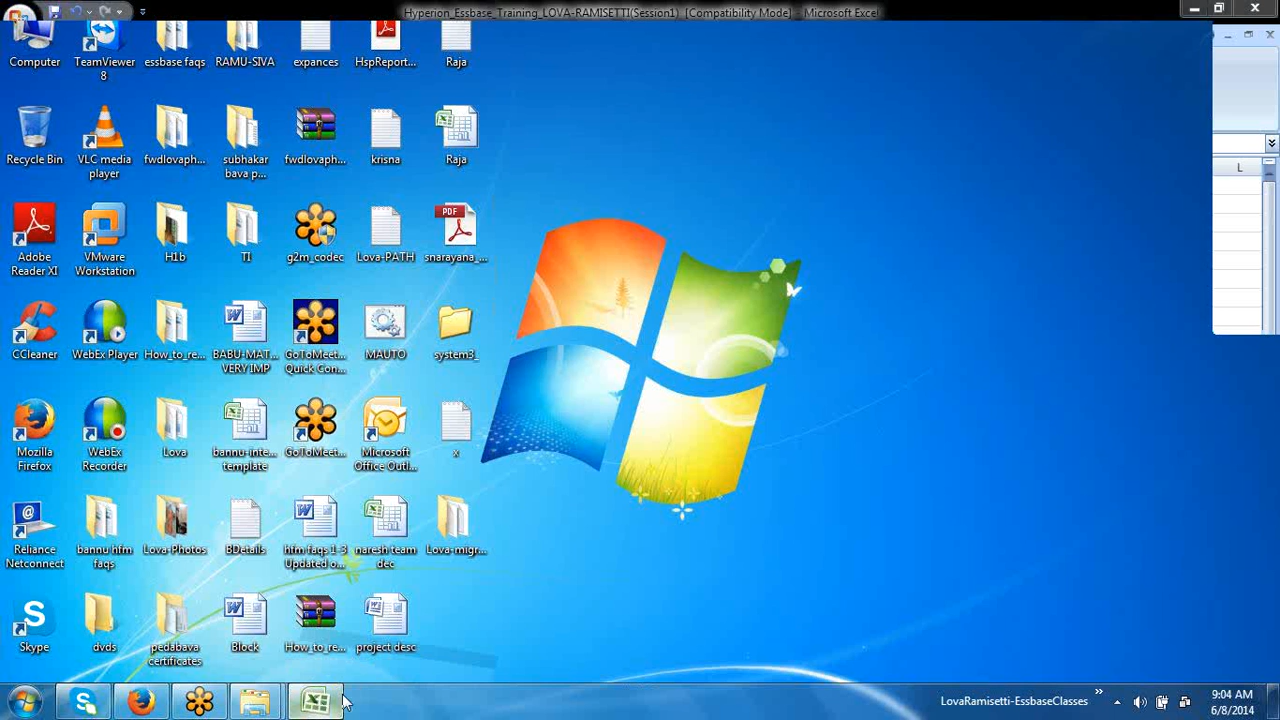 Hyperion_Essbase_Training_LOVA-RAMISETTI(Session1) [Compatibility Mode] - Microsoft Excel
Computer
TeamViewer 8
essbase faqs
RAMU-SIVA
expances
HspReport...
Raja
Recycle Bin
VLC media player
fwdlovaph...
subhakar bava p...
fwdlovaph...
krisna
Raja
L
Adobe Reader XI
VMware Workstation
H1b
TI
g2m_codec
Lova-PATH
PDF
snarayana_...
CCleaner
WebEx Player
How_to_re...
BABU-MAT... VERY IMP
GoToMeet... Quick Con...
MAUTO
system3_
Mozilla Firefox
WebEx Recorder
Lova
bannu-inte... template
GoToMeet...
Microsoft Office Outl...
x
Reliance Netconnect
bannu hfm faqs
Lova-Photos
BDetails
hfm faqs 1-3 Updated o...
naresh team dec
Lova-migr...
Skype
dvds
pedabava certificates
Block
How_to_re...
project desc
LovaRamisetti-EssbaseClasses
9:04 AM
6/8/2014